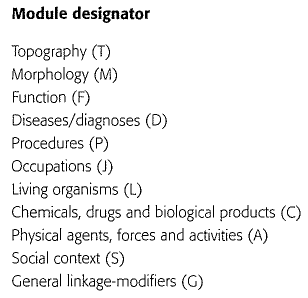 Module designator
Topography (T)
Morphology (M)
Function (F)
Diseases/diagnoses (D)
Procedures (P)
Occupations (J)
Living organisms (L)
Chemicals, drugs and biological products (C)
Physical agents, forces and activities (A)
Social context (S)
General linkage-modifiers (G)